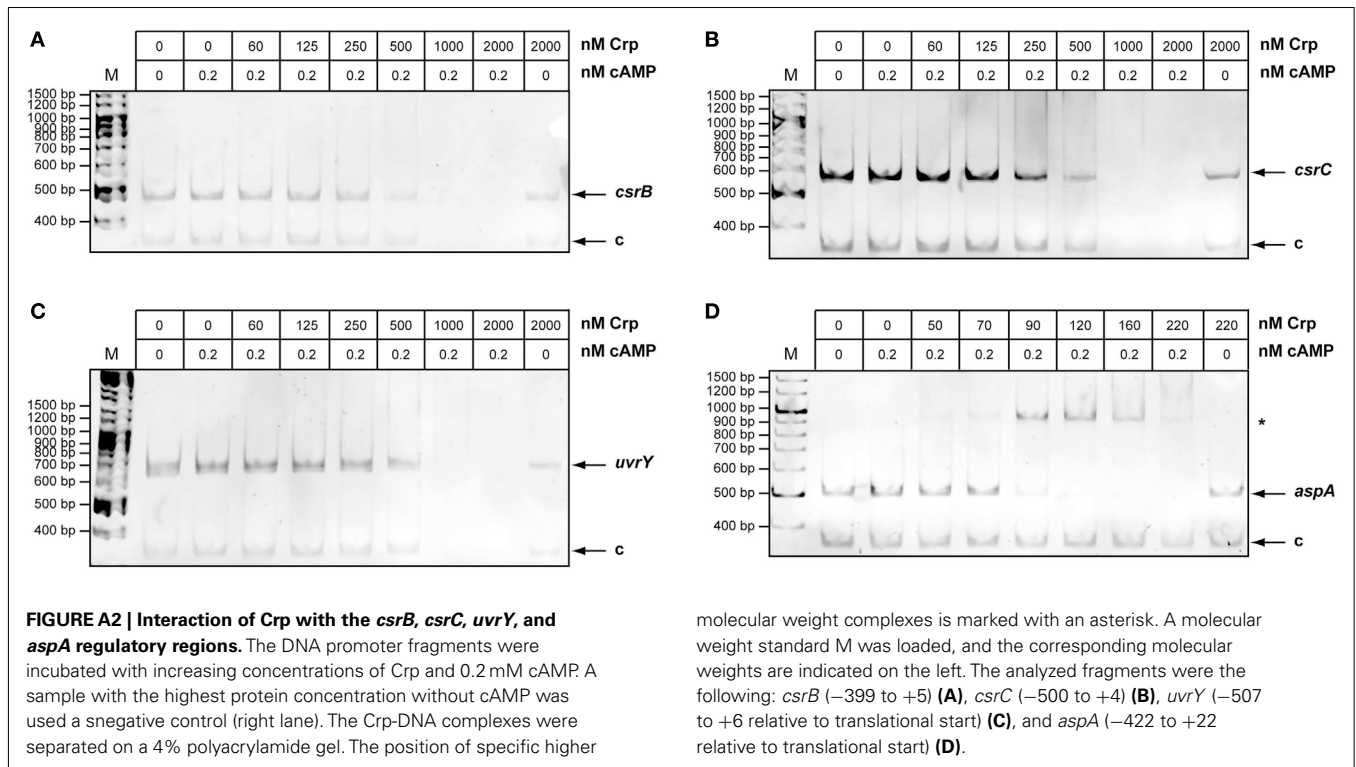 A
0 0 60 125 250 500 1000 2000 2000 nM Crp
M 0 0.2 0.2 0.2 0.2 0.2 0.2 0.2 0 nM cAMP
1500 bp
1200 bp
1000 bp
900 bp
800 bp
700 bp
600 bp
500 bp
400 bp
csrB
c
B
0 0 60 125 250 500 1000 2000 2000 nM Crp
M 0 0.2 0.2 0.2 0.2 0.2 0.2 0.2 0 nM cAMP
1500 bp
1200 bp
1000 bp
900 bp
800 bp
700 bp
600 bp
500 bp
400 bp
csrC
c
C
0 0 60 125 250 500 1000 2000 2000 nM Crp
M 0 0.2 0.2 0.2 0.2 0.2 0.2 0.2 0 nM cAMP
1500 bp
1200 bp
1000 bp
900 bp
800 bp
700 bp
600 bp
500 bp
400 bp
uvrY
c
D
0 0 50 70 90 120 160 220 220 nM Crp
M 0 0.2 0.2 0.2 0.2 0.2 0.2 0.2 0 nM cAMP
1500 bp
1200 bp
1000 bp
900 bp
800 bp
700 bp
600 bp
500 bp
400 bp
*
aspA
c
FIGURE A2 | Interaction of Crp with the csrB, csrC, uvrY, and
aspA regulatory regions. The DNA promoter fragments were
incubated with increasing concentrations of Crp and 0.2 mM cAMP. A
sample with the highest protein concentration without cAMP was
used a snegative control (right lane). The Crp-DNA complexes were
separated on a 4% polyacrylamide gel. The position of specific higher
molecular weight complexes is marked with an asterisk. A molecular
weight standard M was loaded, and the corresponding molecular
weights are indicated on the left. The analyzed fragments were the
following: csrB (−399 to +5) (A), csrC (−500 to +4) (B), uvrY (−507
to +6 relative to translational start) (C), and aspA (−422 to +22
relative to translational start) (D).